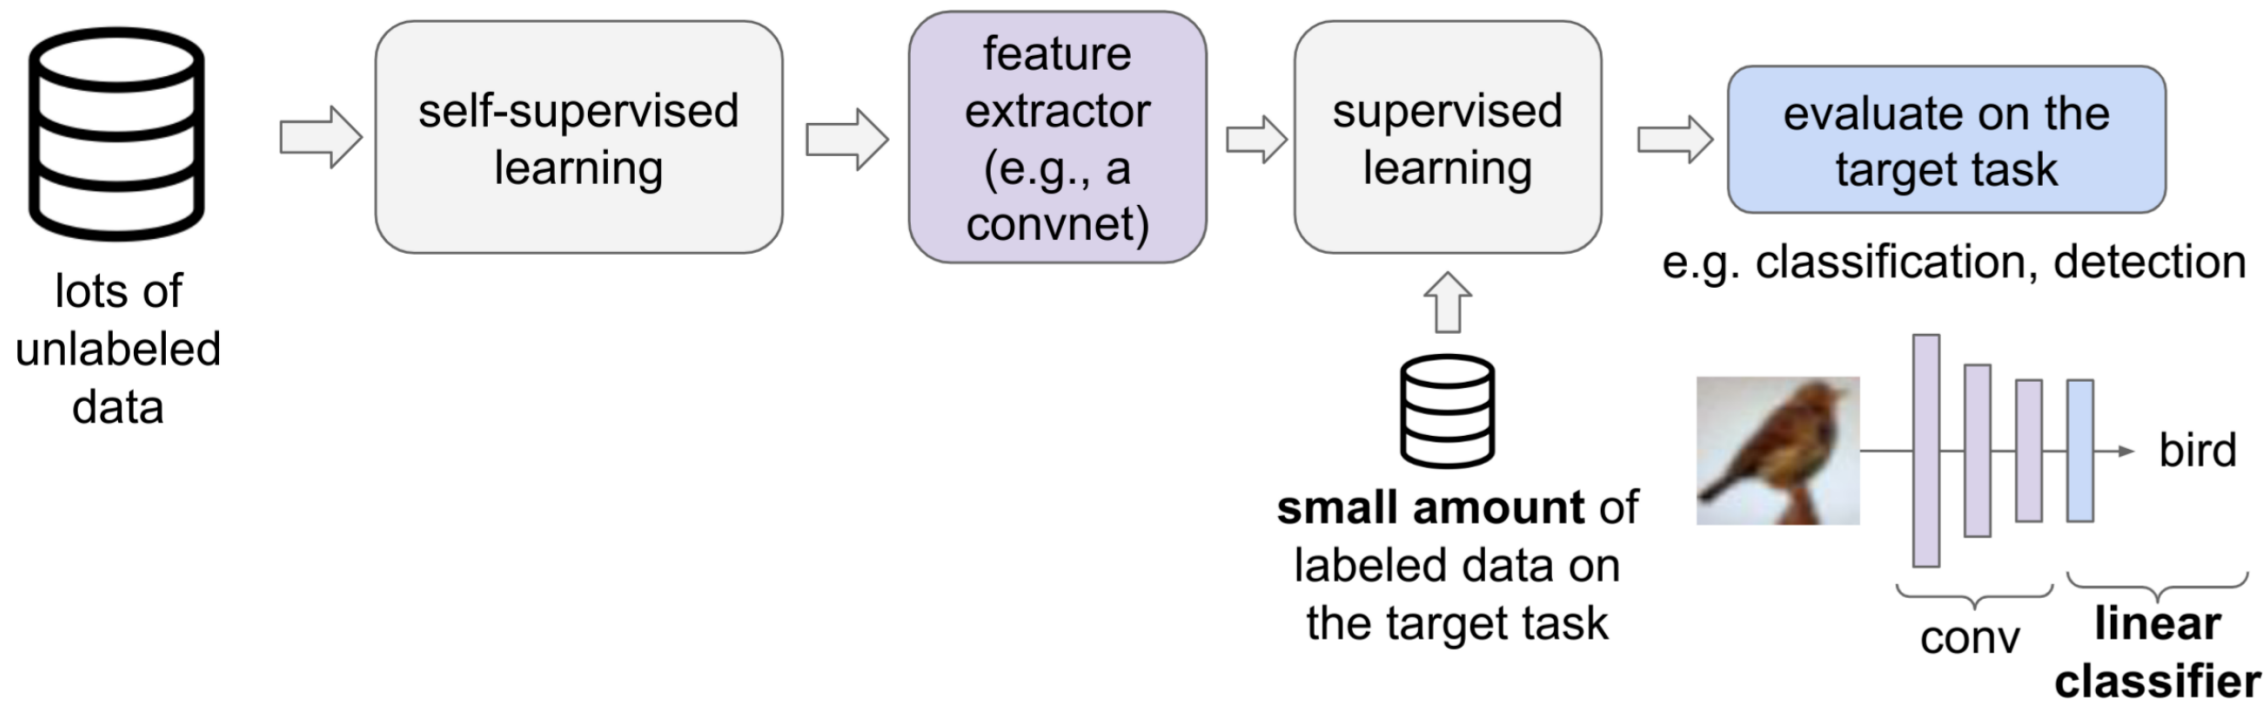 lots of
unlabeled
data
self-supervised
learning
feature
extractor
(e.g., a
convnet)
supervised
learning
small amount of
labeled data on
the target task
evaluate on the
target task
e.g. classification, detection
bird
conv
linear
classifier